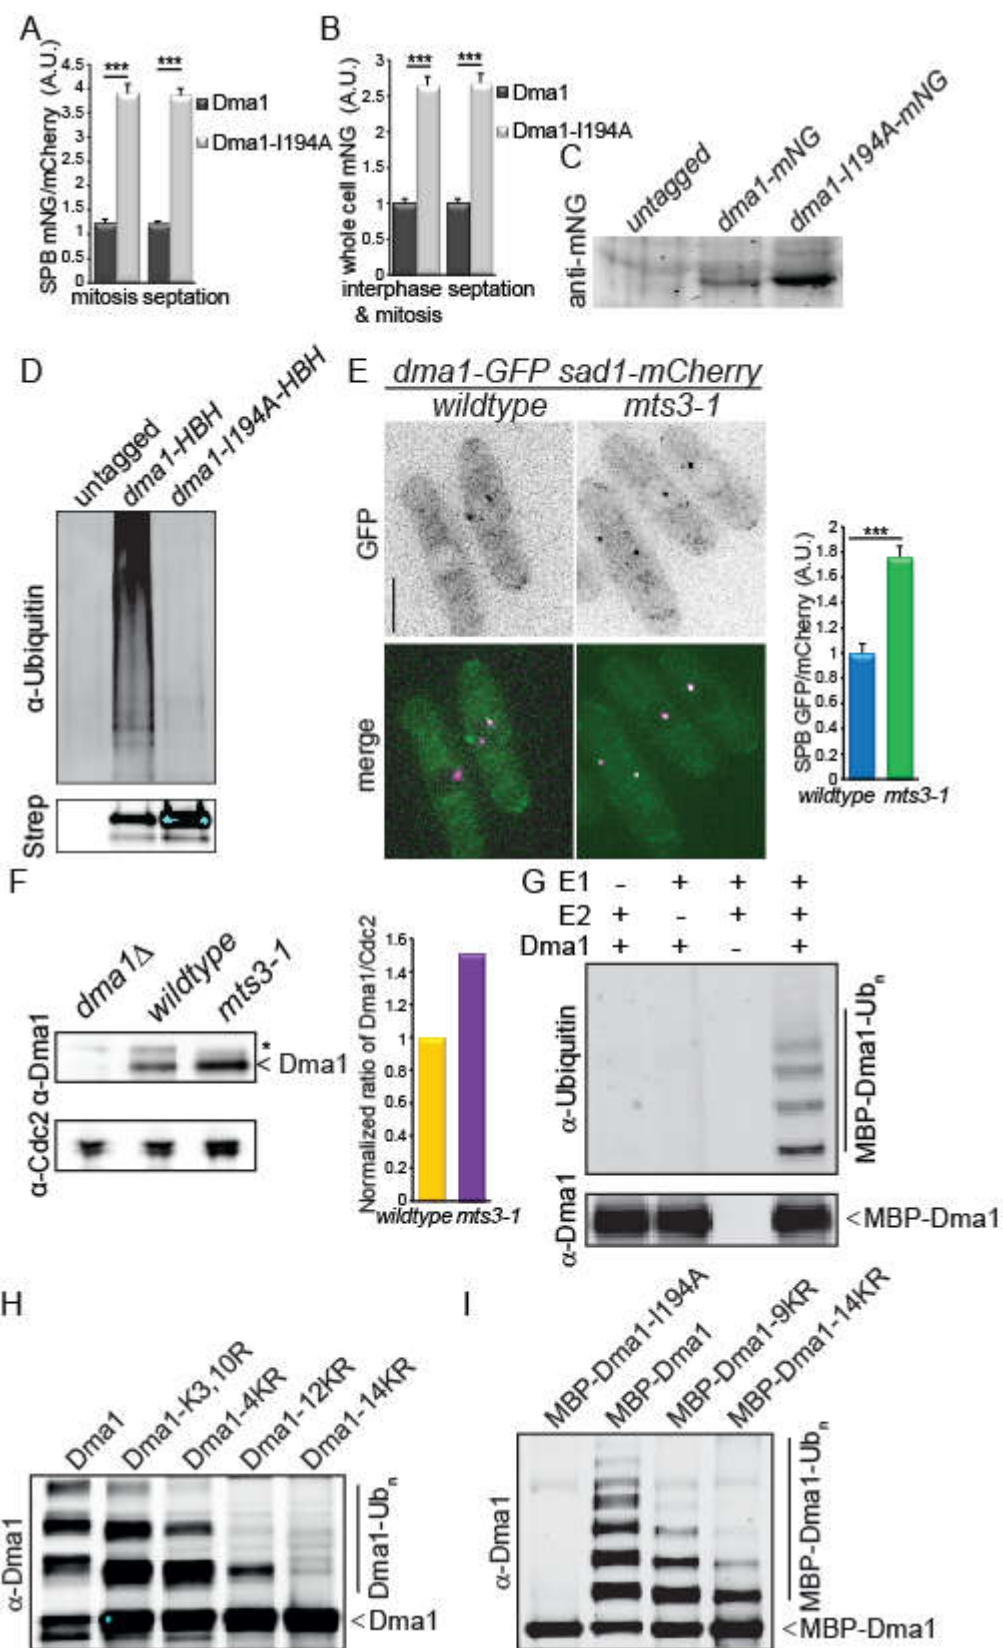 A
SPB mNG/mCherry (A.U.)
4.5
4
3.5
3
2.5
2
1.5
1
0.5
0
***
***
Dma1
Dma1-I194A
mitosis septation
B
whole cell mNG (A.U.)
3
2.5
2
1.5
1
0.5
0
***
***
Dma1
Dma1-I194A
interphase septation
& mitosis
C
untagged
dma1-mNG
dma1-I194A-mNG
anti-mNG
D
untagged
dma1-HBH
dma1-I194A-HBH
α-Ubiquitin
Strep
E
dma1-GFP sad1-mCherry
wildtype
mts3-1
GFP
merge
SPB GFP/mCherry (A.U.)
2
1.8
1.6
1.4
1.2
1
0.8
0.6
0.4
0.2
0
***
wildtype mts3-1
F
dma1Δ
wildtype
mts3-1
α-Dma1
*
< Dma1
α-Cdc2
Normalized ratio of Dma1/Cdc2
1.6
1.4
1.2
1
0.8
0.6
0.4
0.2
0
wildtype mts3-1
G
E1 - + + +
E2 + - + +
Dma1 + + - +
α-Ubiquitin
MBP-Dma1-Ubn
α-Dma1
<MBP-Dma1
H
Dma1
Dma1-K3,10R
Dma1-4KR
Dma1-12KR
Dma1-14KR
α-Dma1
Dma1-Ubn
<Dma1
I
MBP-Dma1-I194A
MBP-Dma1
MBP-Dma1-9KR
MBP-Dma1-14KR
α-Dma1
MBP-Dma1-Ubn
<MBP-Dma1